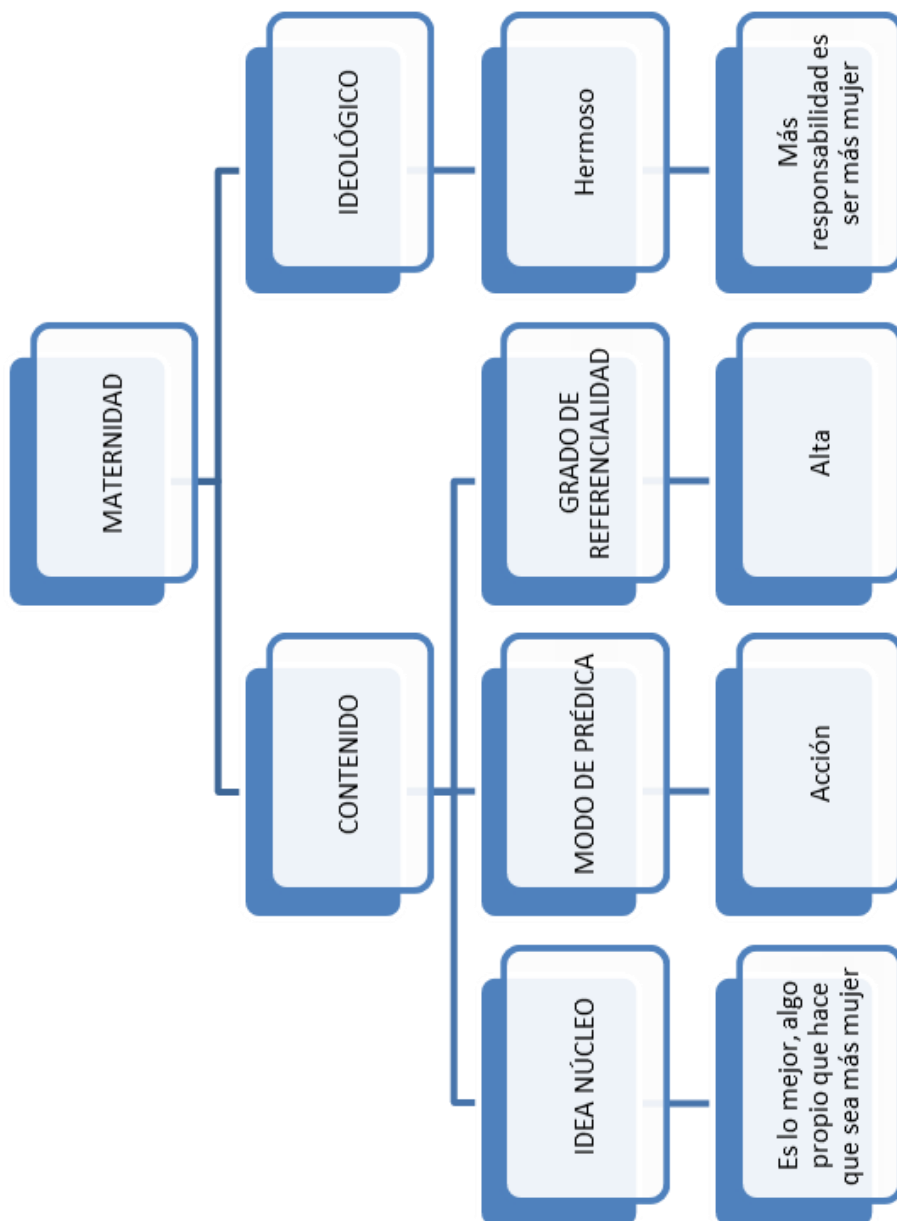 MATERNIDAD
CONTENIDO
IDEOLÓGICO
IDEA NÚCLEO
MODO DE PRÉDICA
GRADO DE
REFERENCIALIDAD
Hermoso
Es lo mejor, algo
propio que hace
que sea más mujer
Acción
Alta
Más
responsabilidad es
ser más mujer